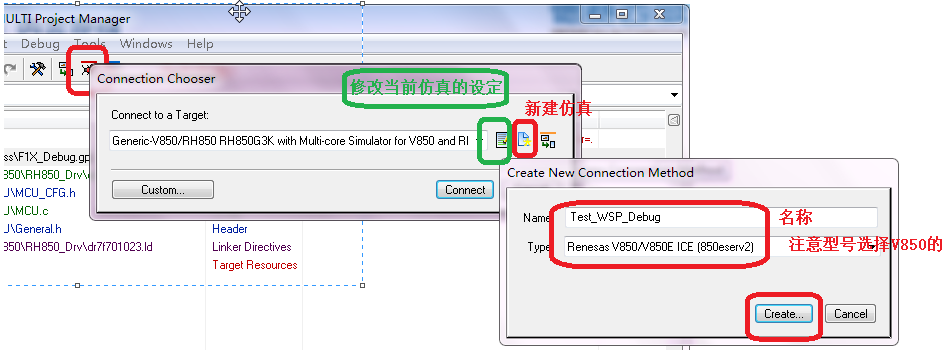 ULTI Project Manager
Debug Tools Windows Help
Connection Chooser
修改当前仿真的设定
Connect to a Target:
新建仿真
Generic-V850/RH850 RH850G3K with Multi-core Simulator for V850 and RI
f=.
ss\F1X_Debug.gp
850\RH850_Drv\
U\MCU_CFG.h
U\MCU.c
U\General.h
Header
850\RH850_Drv\dr7f701023.ld
Linker Directives
Target Resources
Custom...
Connect
Create New Connection Method
Name
Test_WSP_Debug
名称
Type
Renesas V850/V850E ICE (850eserv2)
注意型号选择V850的
Create...
Cancel